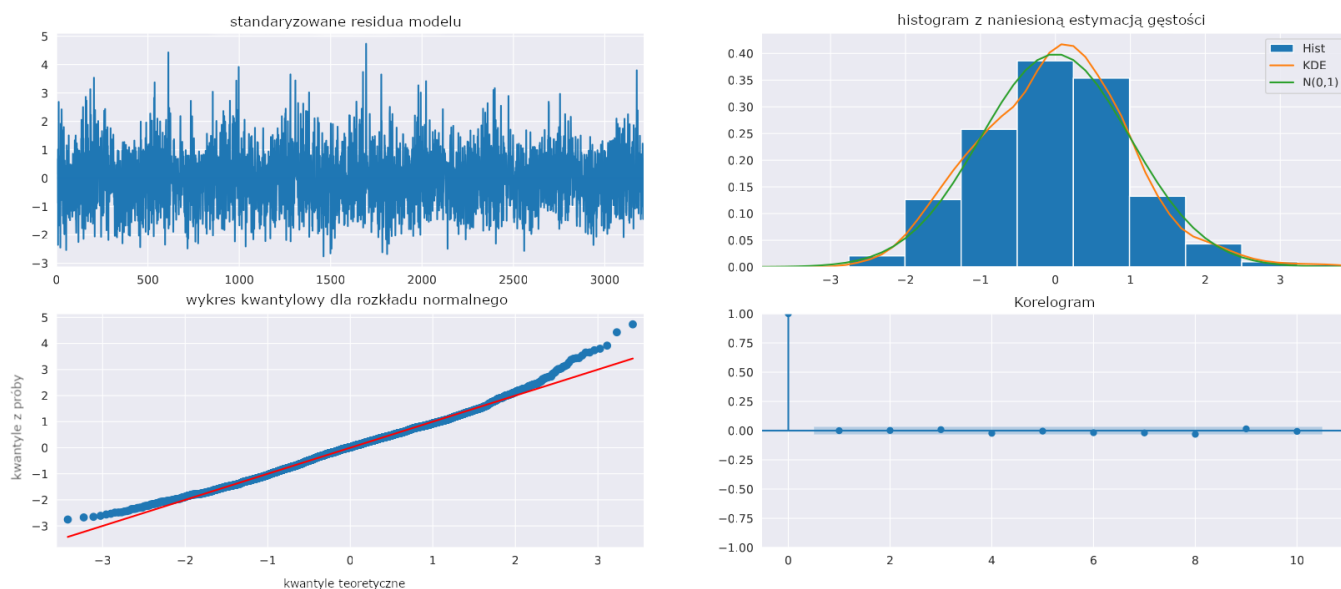 standaryzowane residua modelu
5
4
3
2
1
0
−1
−2
−3
0 500 1000 1500 2000 2500 3000
histogram z naniesioną estymacją gęstości
Hist
KDE
N(0,1)
0.40
0.35
0.30
0.25
0.20
0.15
0.10
0.05
0.00
−3 −2 −1 0 1 2 3
wykres kwantylowy dla rozkładu normalnego
kwantyle z próby
5
4
3
2
1
0
−1
−2
−3
−3 −2 −1 0 1 2 3
kwantyle teoretyczne
Korelogram
1.00
0.75
0.50
0.25
0.00
−0.25
−0.50
−0.75
−1.00
0 2 4 6 8 10